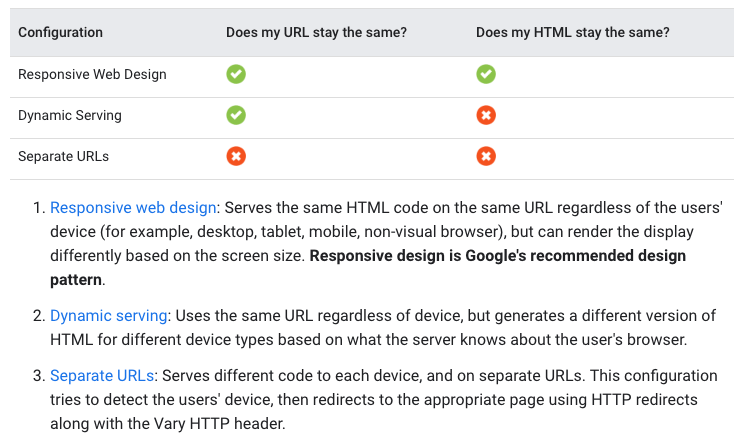 Configuration Does my URL stay the same? Does my HTML stay the same?
Responsive Web Design
Dynamic Serving
Separate URLs
1. Responsive web design: Serves the same HTML code on the same URL regardless of the users'
device (for example, desktop, tablet, mobile, non-visual browser), but can render the display
differently based on the screen size. Responsive design is Google's recommended design
pattern.
2. Dynamic serving: Uses the same URL regardless of device, but generates a different version of
HTML for different device types based on what the server knows about the user's browser.
3. Separate URLs: Serves different code to each device, and on separate URLs. This configuration
tries to detect the users' device, then redirects to the appropriate page using HTTP redirects
along with the Vary HTTP header.